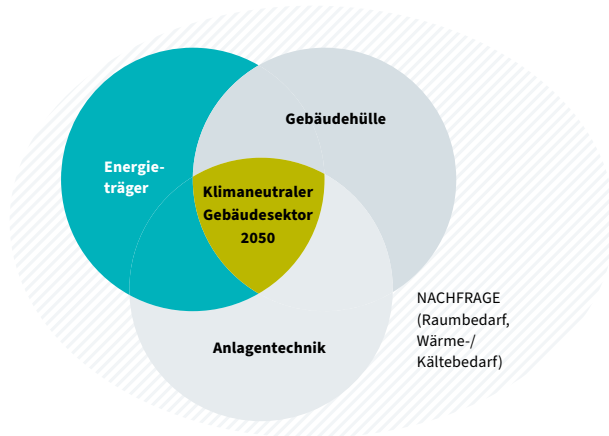 Gebäudehülle
Energie-
träger
Klimaneutraler
Gebäudesektor
2050
NACHFRAGE
(Raumbedarf,
Wärme-/
Kältebedarf)
Anlagentechnik